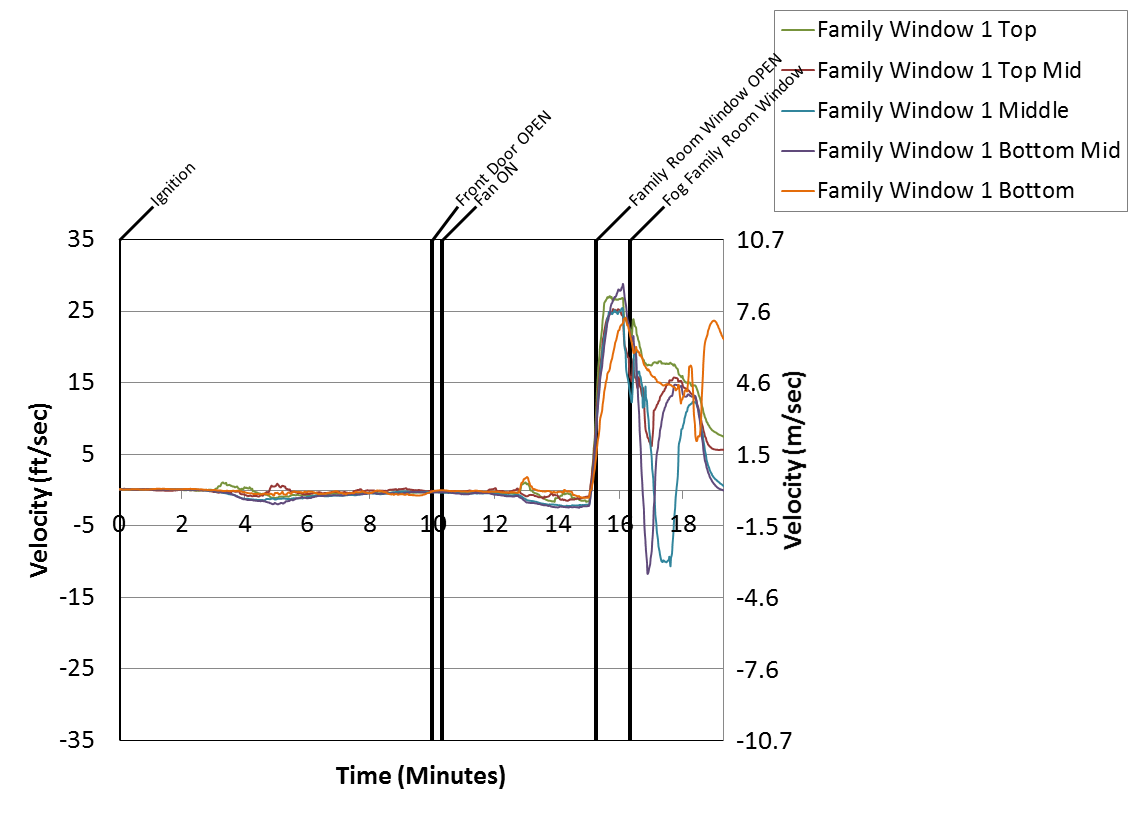 Family Window 1 Top
Family Window 1 Top Mid
Family Window 1 Middle
Family Window 1 Bottom Mid
Family Window 1 Bottom
Ignition
Front Door OPEN
Fan ON
Family Room Window OPEN
Fog Family Room Window
35
25
15
5
-5
-15
-25
-35
Velocity (ft/sec)
0 2 4 6 8 10 12 14 16 18
Time (Minutes)
10.7
7.6
4.6
1.5
-1.5
-4.6
-7.6
-10.7
Velocity (m/sec)